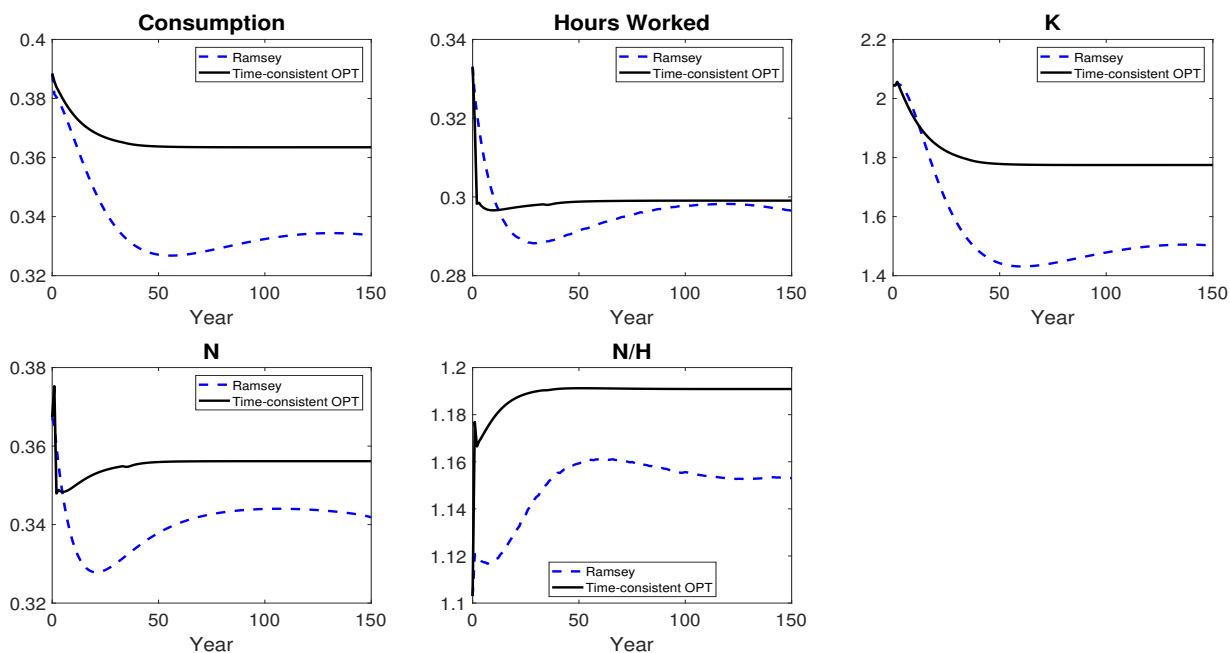 Consumption
0.4
0.38
0.36
0.34
0.32
0
50
100
150
Year
Ramsey
Time-consistent OPT
Hours Worked
0.34
0.32
0.3
0.28
0
50
100
150
Year
Ramsey
Time-consistent OPT
K
2.2
2
1.8
1.6
1.4
0
50
100
150
Year
Ramsey
Time-consistent OPT
N
0.38
0.36
0.34
0.32
0
50
100
150
Year
Ramsey
Time-consistent OPT
N/H
1.2
1.18
1.16
1.14
1.12
1.1
0
50
100
150
Year
Ramsey
Time-consistent OPT